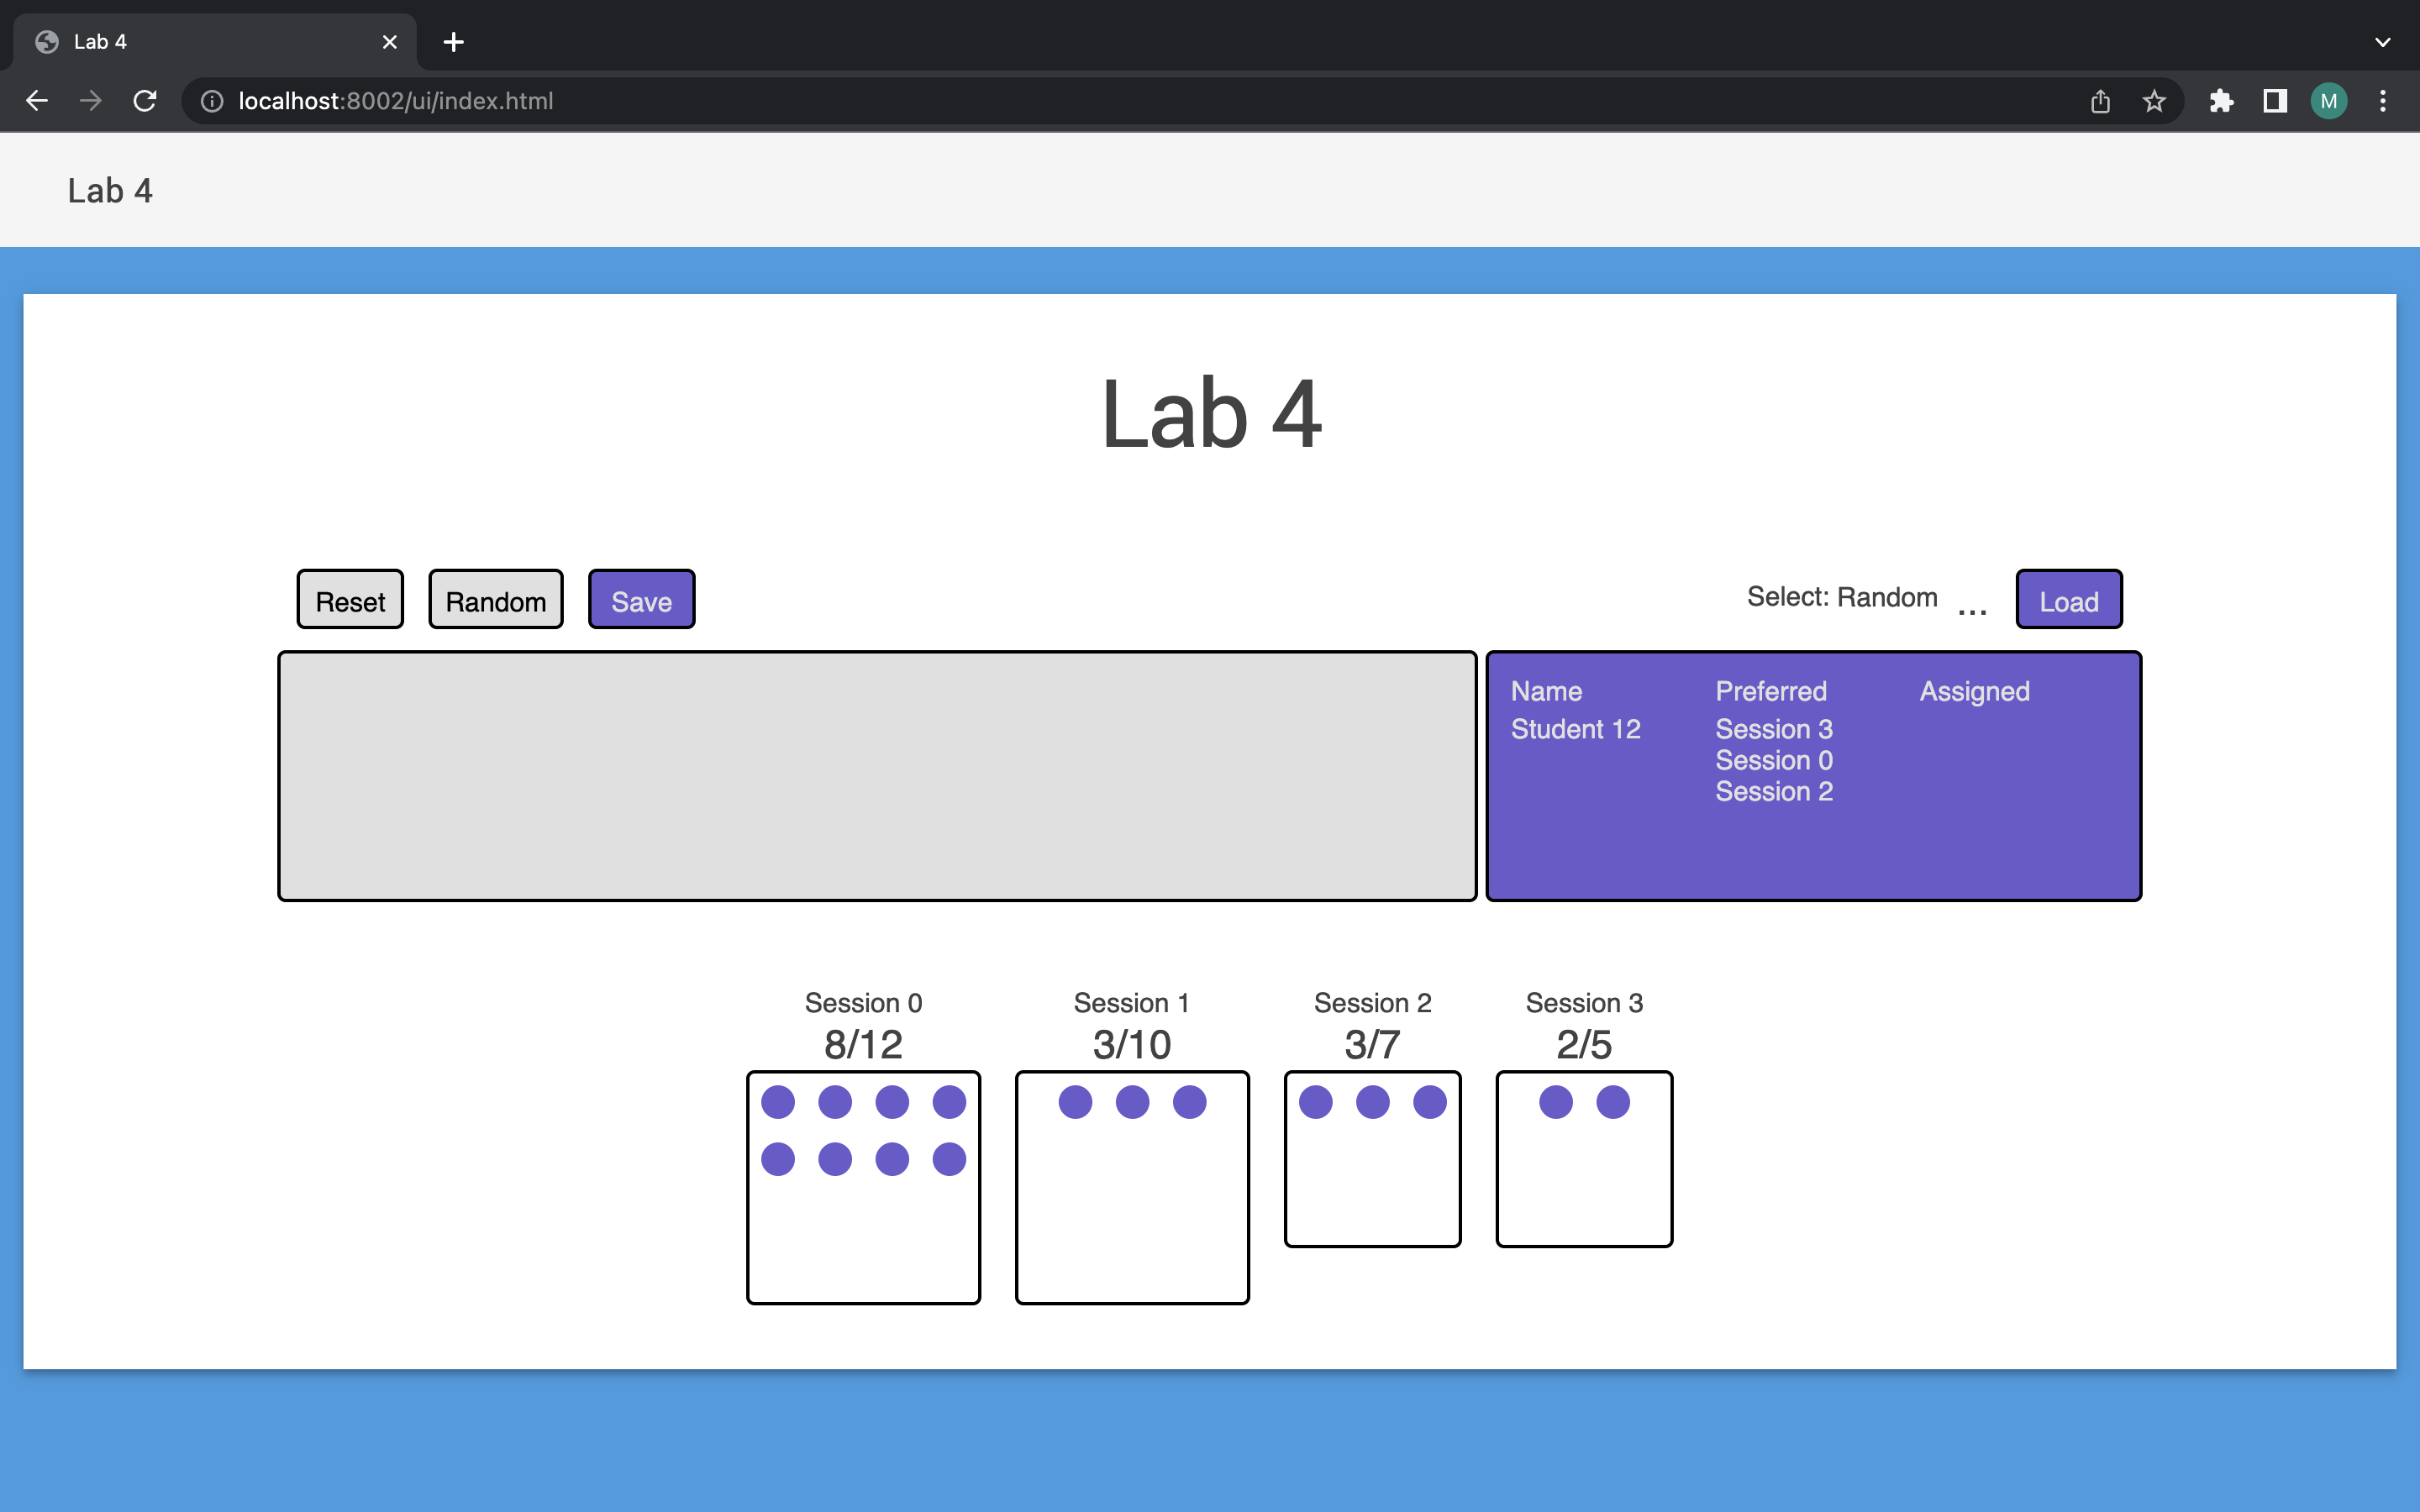 Lab 4
localhost:8002/ui/index.html
M
Lab 4
Lab 4
Reset Random Save Select: Random ... Load
Name Preferred Assigned
Student 12 Session 3
Session 0
Session 2
Session 0 Session 1 Session 2 Session 3
8/12 3/10 3/7 2/5